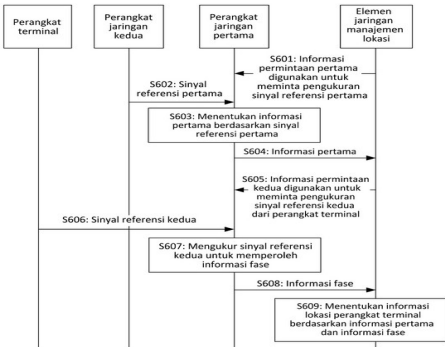 Perangkat
terminal
Perangkat
jaringan
kedua
Perangkat
jaringan
pertama
Elemen
jaringan
manajemen
lokasi
S601: Informasi
permintaan pertama
digunakan untuk
meminta pengukuran
sinyal referensi pertama
S602: Sinyal
referensi pertama
S603: Menentukan informasi
pertama berdasarkan sinyal
referensi pertama
S604: Informasi pertama
S605: Informasi permintaan
kedua digunakan untuk
meminta pengukuran
sinyal referensi kedua
dari perangkat terminal
S606: Sinyal referensi kedua
S607: Mengukur sinyal referensi
kedua untuk memperoleh
informasi fase
S608: Informasi fase
S609: Menentukan informasi
lokasi perangkat terminal
berdasarkan informasi pertama
dan informasi fase